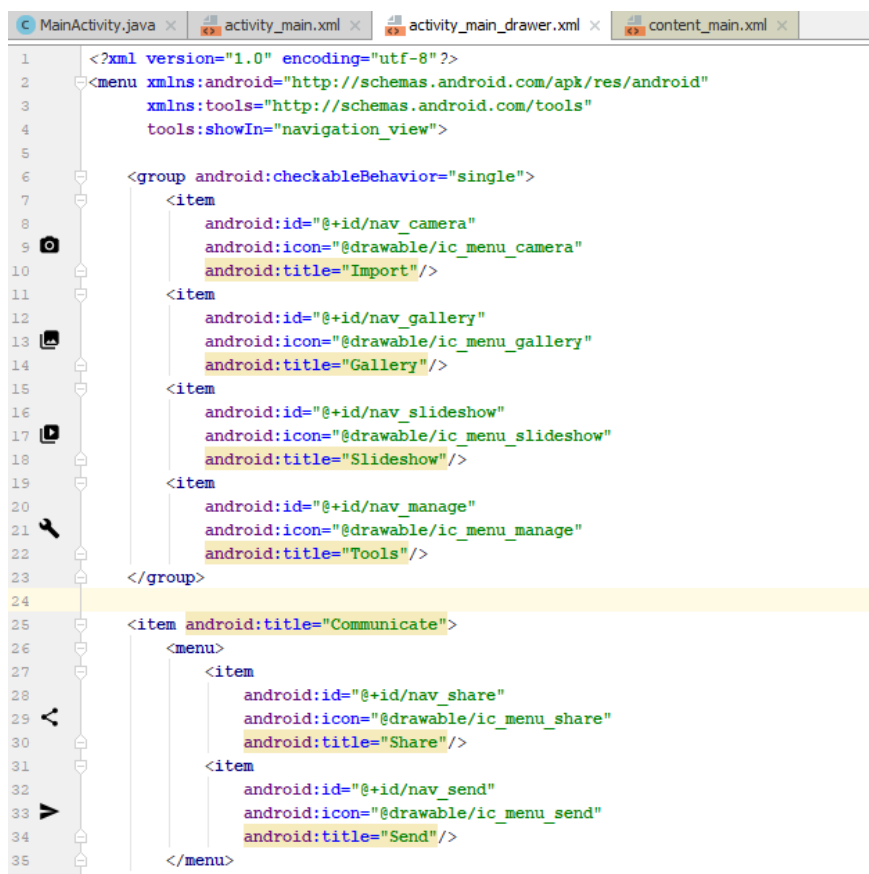 MainActivity.java activity_main.xml activity_main_drawer.xml content_main.xml
1 <?xml version="1.0" encoding="utf-8"?>
2 <menu xmlns:android="http://schemas.android.com/apk/res/android"
3 xmlns:tools="http://schemas.android.com/tools"
4 tools:showIn="navigation_view">
5
6 <group android:checkableBehavior="single">
7 <item
8 android:id="@+id/nav_camera"
9 android:icon="@drawable/ic_menu_camera"
10 android:title="Import"/>
11 <item
12 android:id="@+id/nav_gallery"
13 android:icon="@drawable/ic_menu_gallery"
14 android:title="Gallery"/>
15 <item
16 android:id="@+id/nav_slideshow"
17 android:icon="@drawable/ic_menu_slideshow"
18 android:title="Slideshow"/>
19 <item
20 android:id="@+id/nav_manage"
21 android:icon="@drawable/ic_menu_manage"
22 android:title="Tools"/>
23 </group>
24
25 <item android:title="Communicate">
26 <menu>
27 <item
28 android:id="@+id/nav_share"
29 android:icon="@drawable/ic_menu_share"
30 android:title="Share"/>
31 <item
32 android:id="@+id/nav_send"
33 android:icon="@drawable/ic_menu_send"
34 android:title="Send"/>
35 </menu>